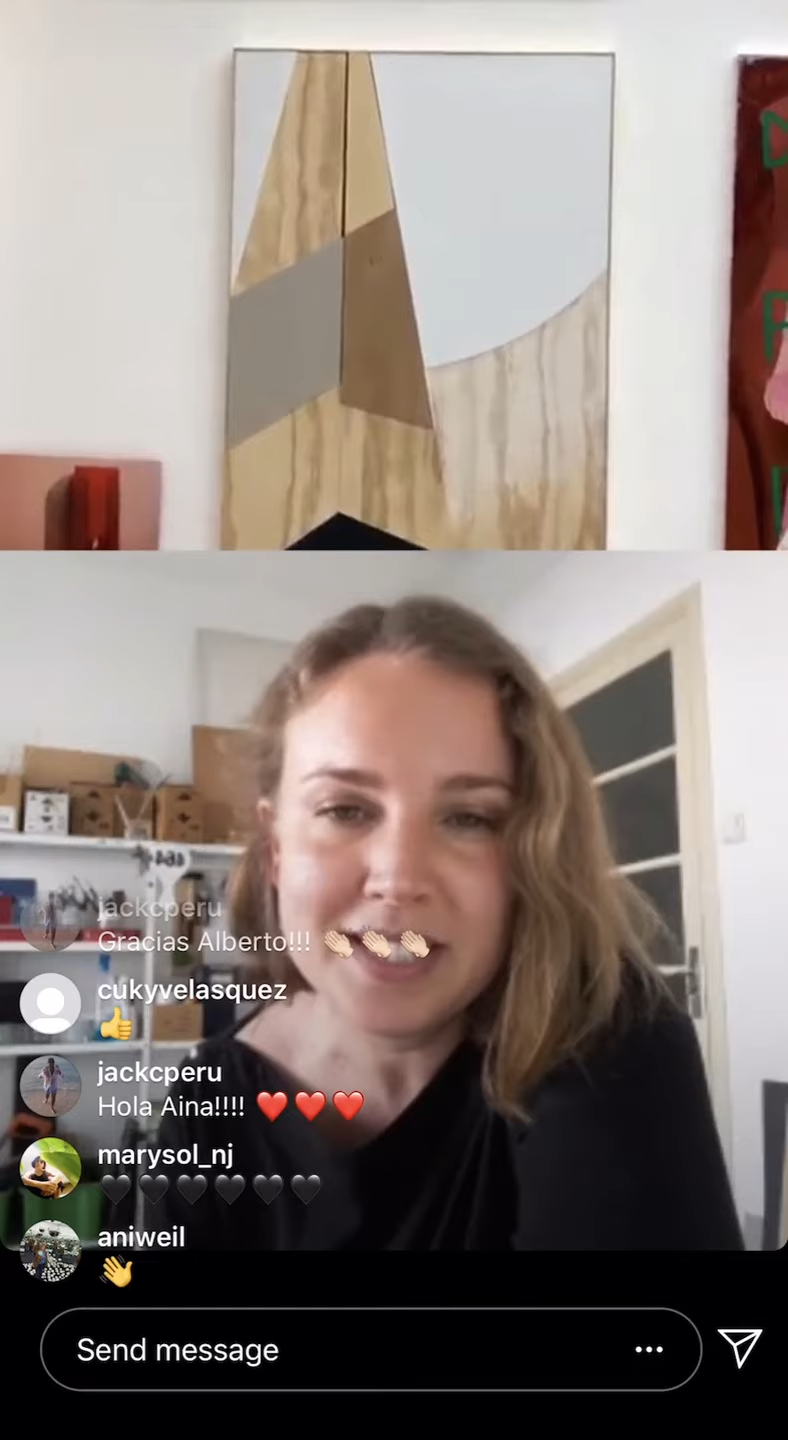 jackcperu
Gracias Alberto!!! 👏🏼👏🏼👏🏼
cukyvelasquez
👍
jackcperu
Hola Aina!!!! ❤️❤️❤️
marysol_nj
🖤🖤🖤🖤🖤🖤
aniweil
👋
Send message